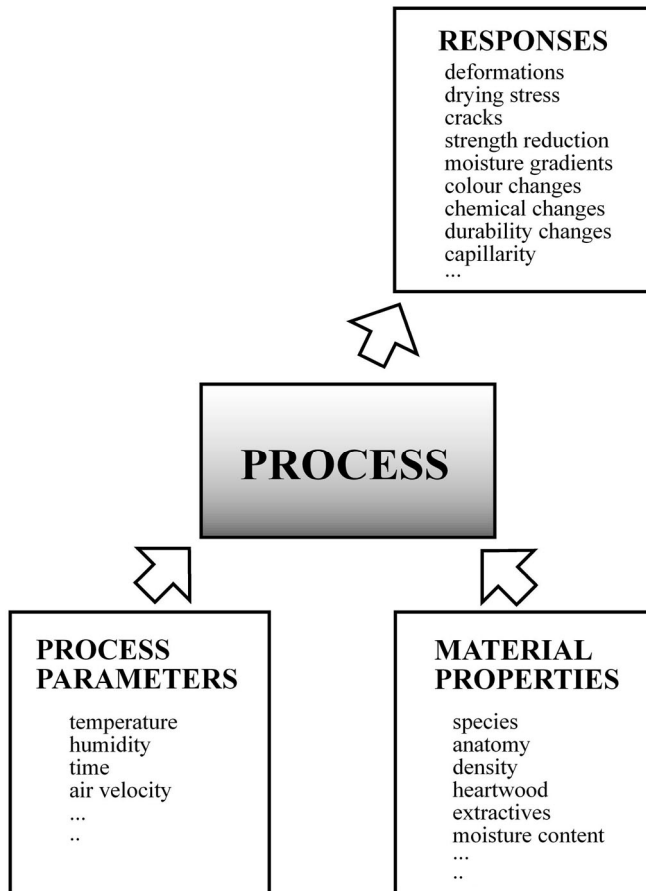 RESPONSES
deformations
drying stress
cracks
strength reduction
moisture gradients
colour changes
chemical changes
durability changes
capillarity
...
PROCESS
PROCESS
PARAMETERS
temperature
humidity
time
air velocity
...
..
MATERIAL
PROPERTIES
species
anatomy
density
heartwood
extractives
moisture content
...
..